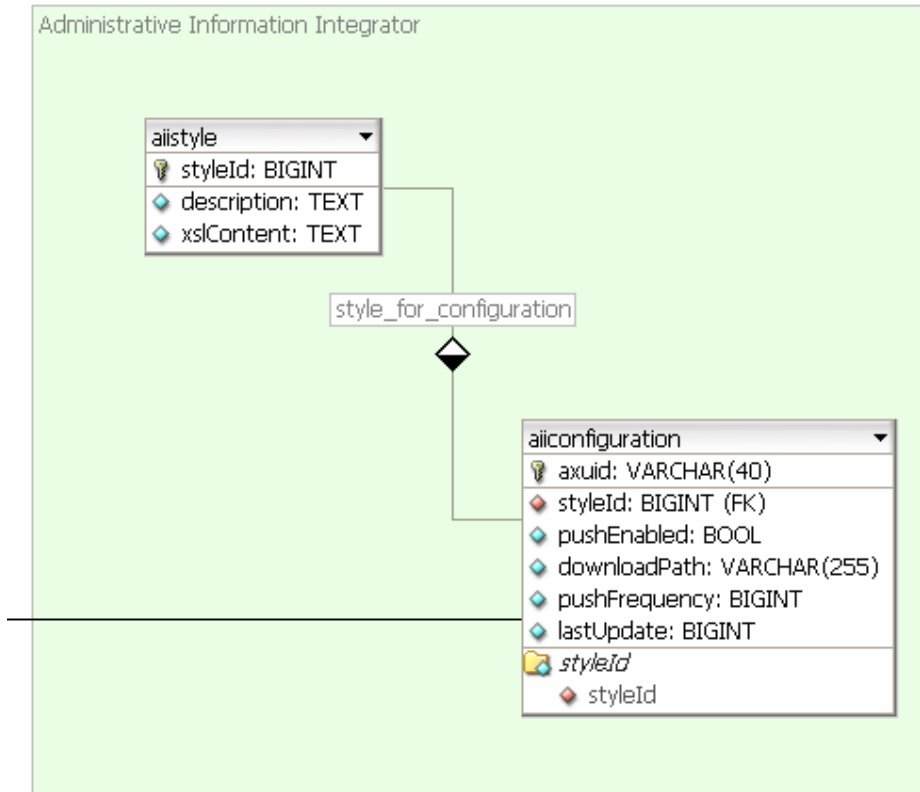 Administrative Information Integrator
aiistyle
styleId: BIGINT
description: TEXT
xslContent: TEXT
style_for_configuration
aiiconfiguration
axuid: VARCHAR(40)
styleId: BIGINT (FK)
pushEnabled: BOOL
downloadPath: VARCHAR(255)
pushFrequency: BIGINT
lastUpdate: BIGINT
styleId
styleId